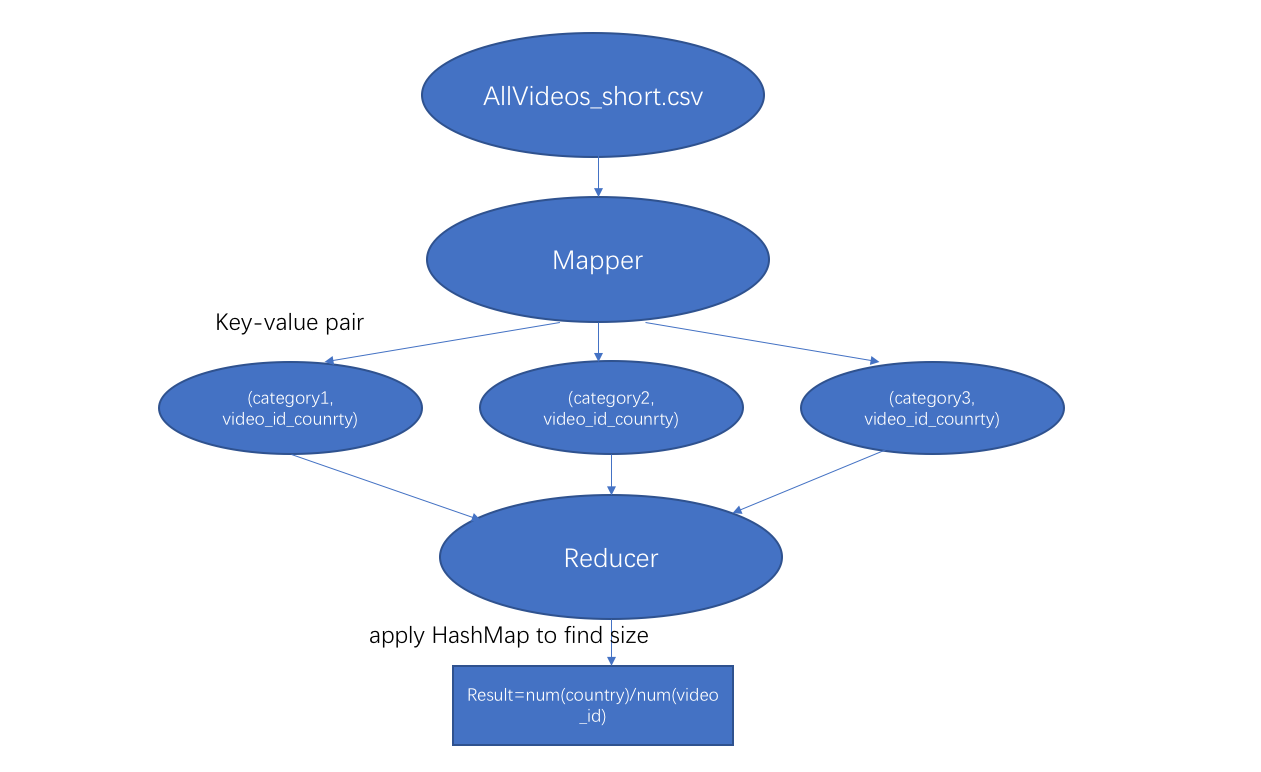 AllVideos_short.csv
Mapper
Key-value pair
(category1,
video_id_counrty)
(category2,
video_id_counrty)
(category3,
video_id_counrty)
Reducer
apply HashMap to find size
Result=num(country)/num(video
_id)